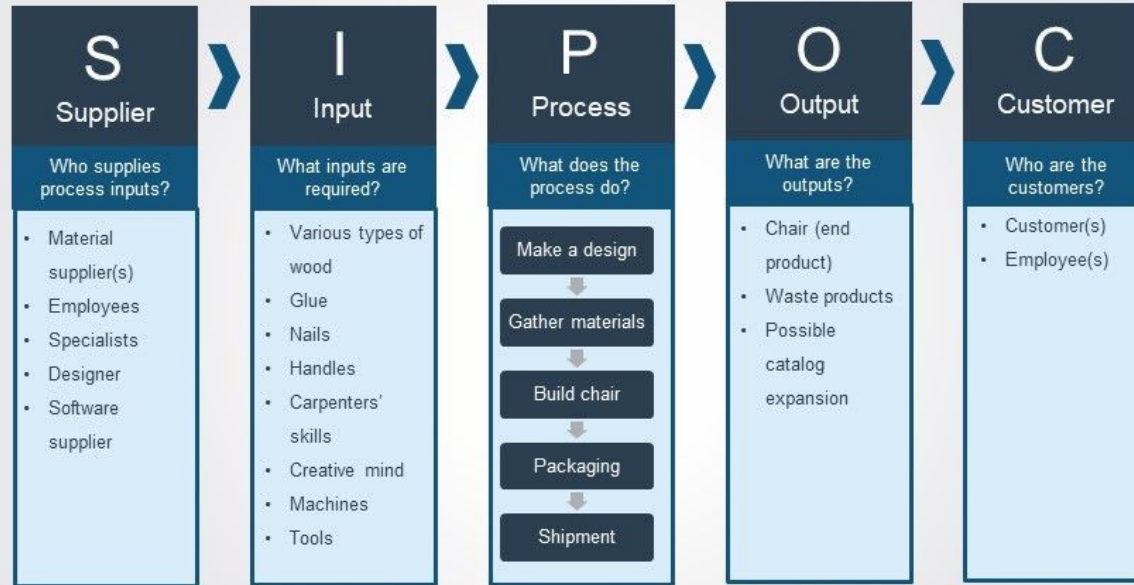 S
Supplier
Who supplies
process inputs?
• Material
supplier(s)
• Employees
• Specialists
• Designer
• Software
supplier
I
Input
What inputs are
required?
• Various types of
wood
• Glue
• Nails
• Handles
• Carpenters'
skills
• Creative mind
• Machines
• Tools
P
Process
What does the
process do?
Make a design
Gather materials
Build chair
Packaging
Shipment
O
Output
What are the
outputs?
• Chair (end
product)
• Waste products
• Possible
catalog
expansion
C
Customer
Who are the
customers?
• Customer(s)
• Employee(s)